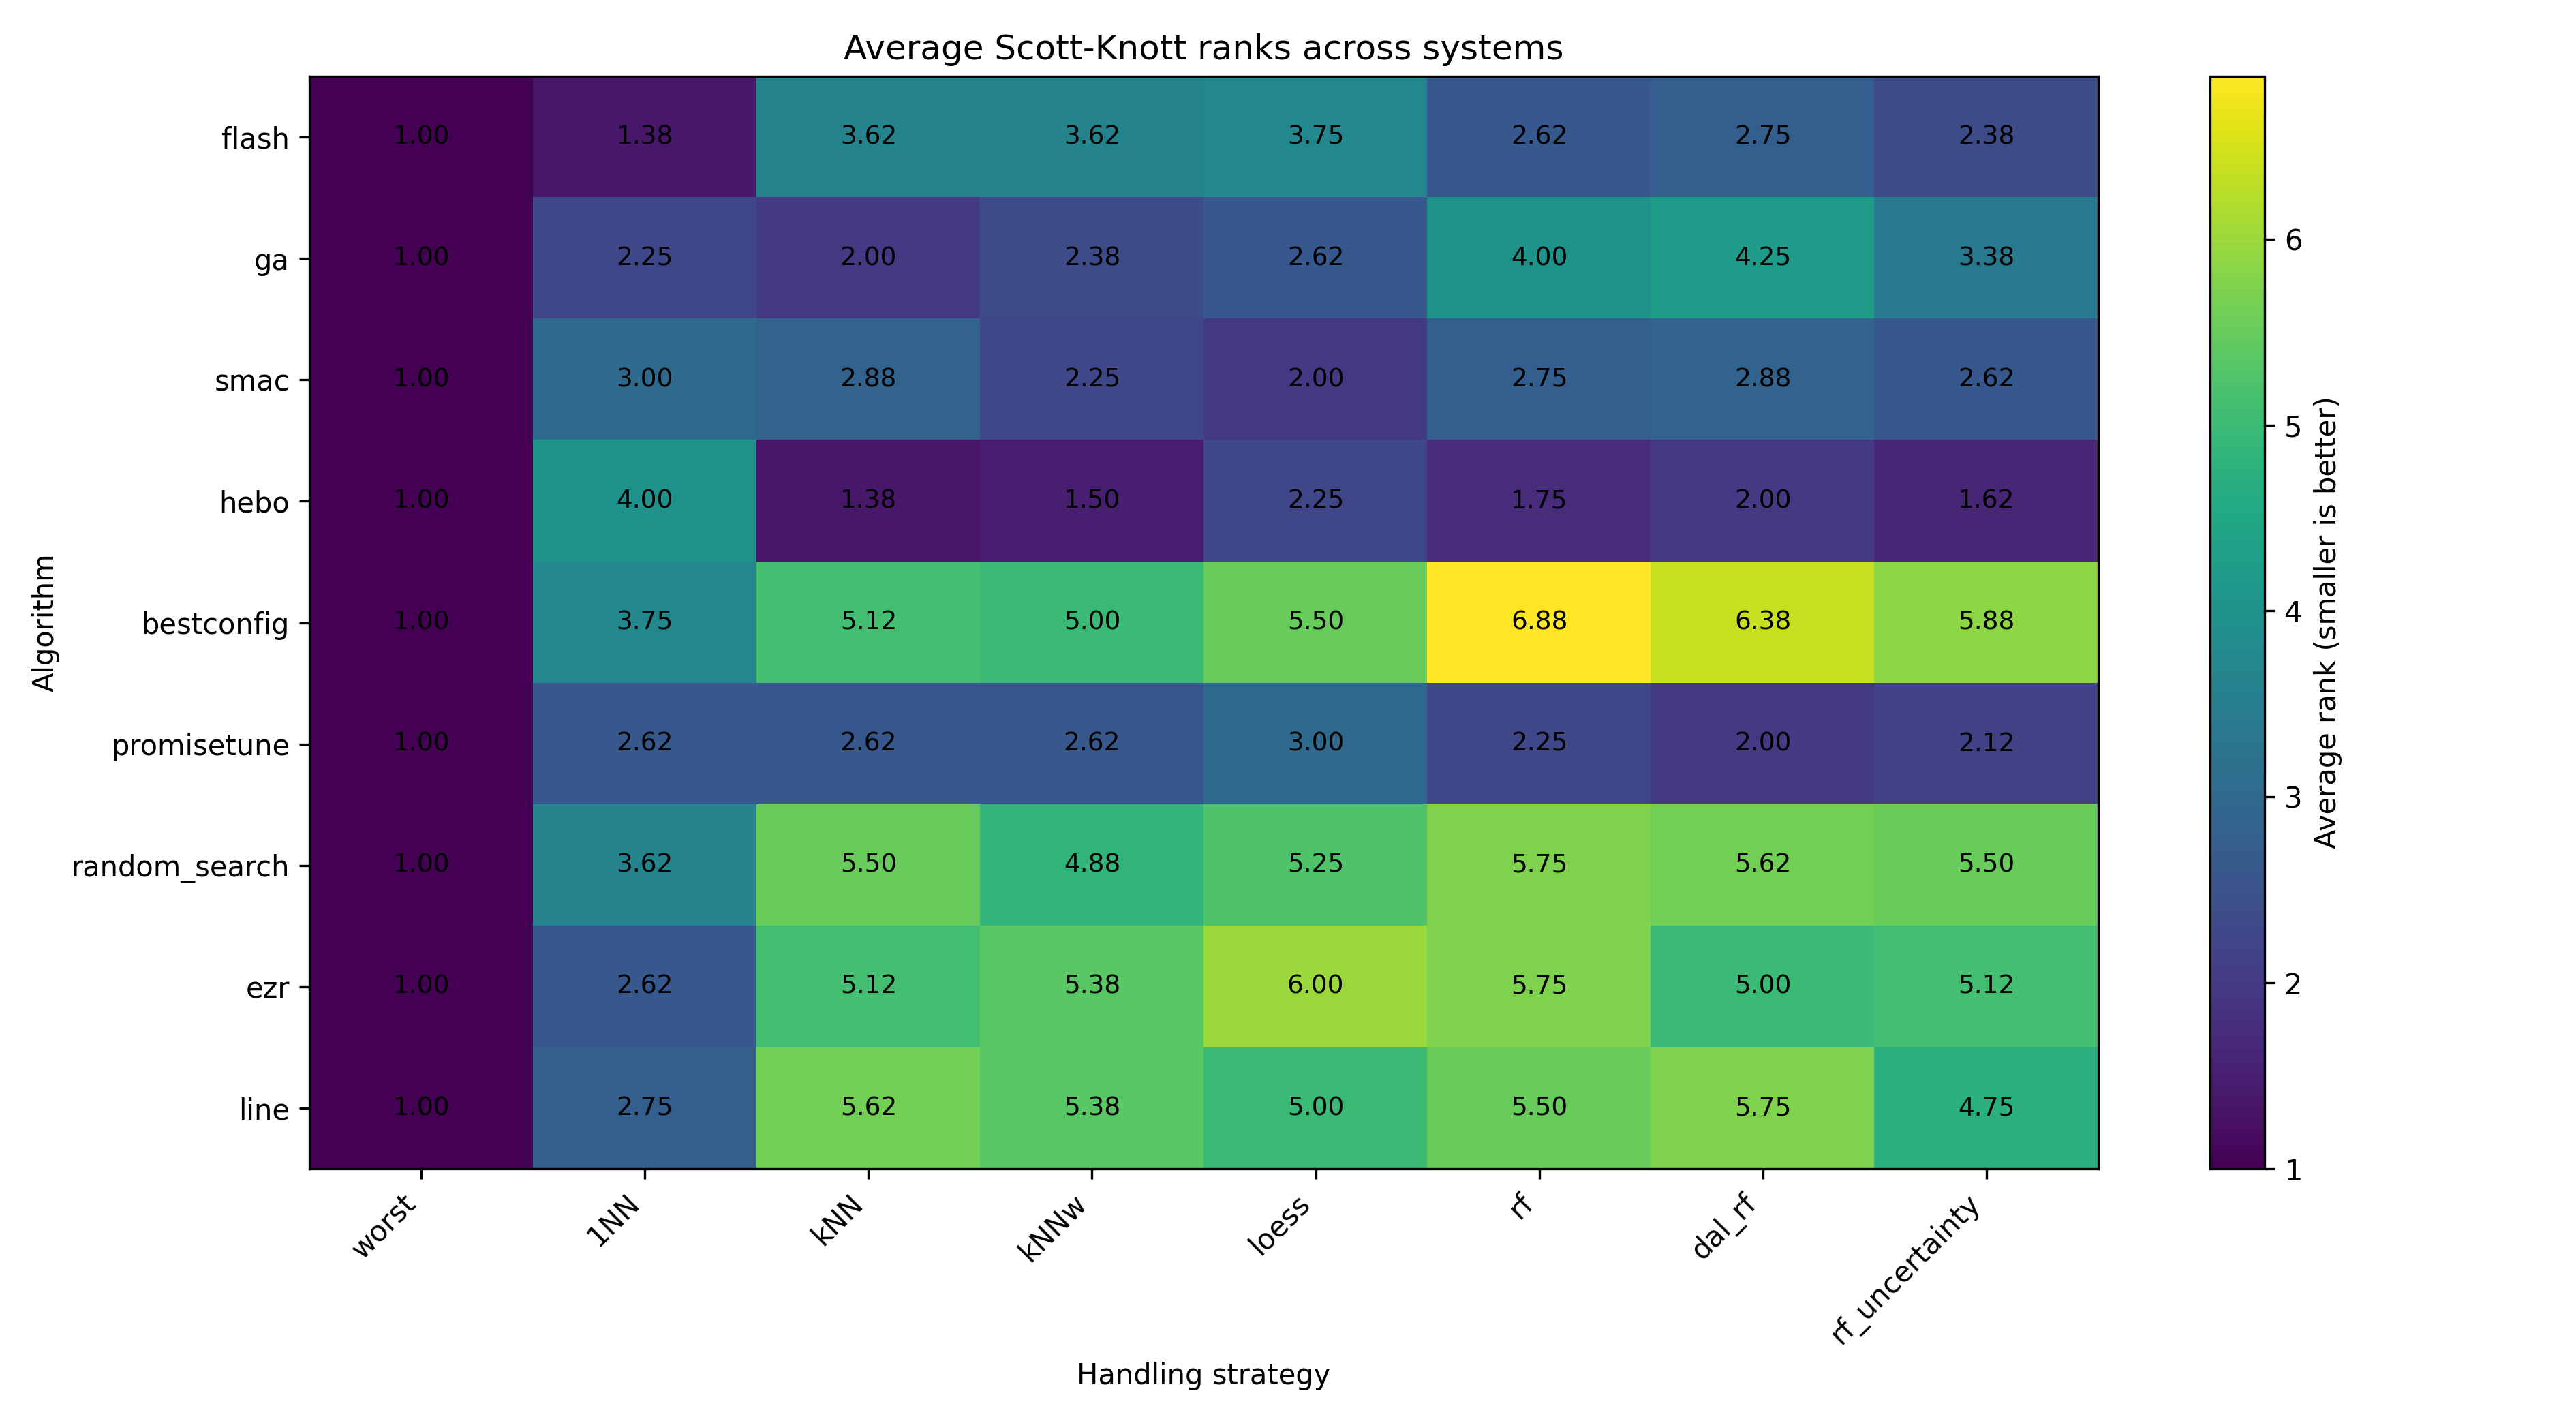 Average Scott-Knott ranks across systems
flash 1.00 1.38 3.62 3.62 3.75 2.62 2.75 2.38
ga 1.00 2.25 2.00 2.38 2.62 4.00 4.25 3.38
smac 1.00 3.00 2.88 2.25 2.00 2.75 2.88 2.62
hebo 1.00 4.00 1.38 1.50 2.25 1.75 2.00 1.62
bestconfig 1.00 3.75 5.12 5.00 5.50 6.88 6.38 5.88
promisetune 1.00 2.62 2.62 2.62 3.00 2.25 2.00 2.12
random_search 1.00 3.62 5.50 4.88 5.25 5.75 5.62 5.50
ezr 1.00 2.62 5.12 5.38 6.00 5.75 5.00 5.12
line 1.00 2.75 5.62 5.38 5.00 5.50 5.75 4.75
worst 1NN kNN kNNw loess rf dal_rf rf_uncertainty
Handling strategy
Algorithm
6
5
4
3
2
1
Average rank (smaller is better)